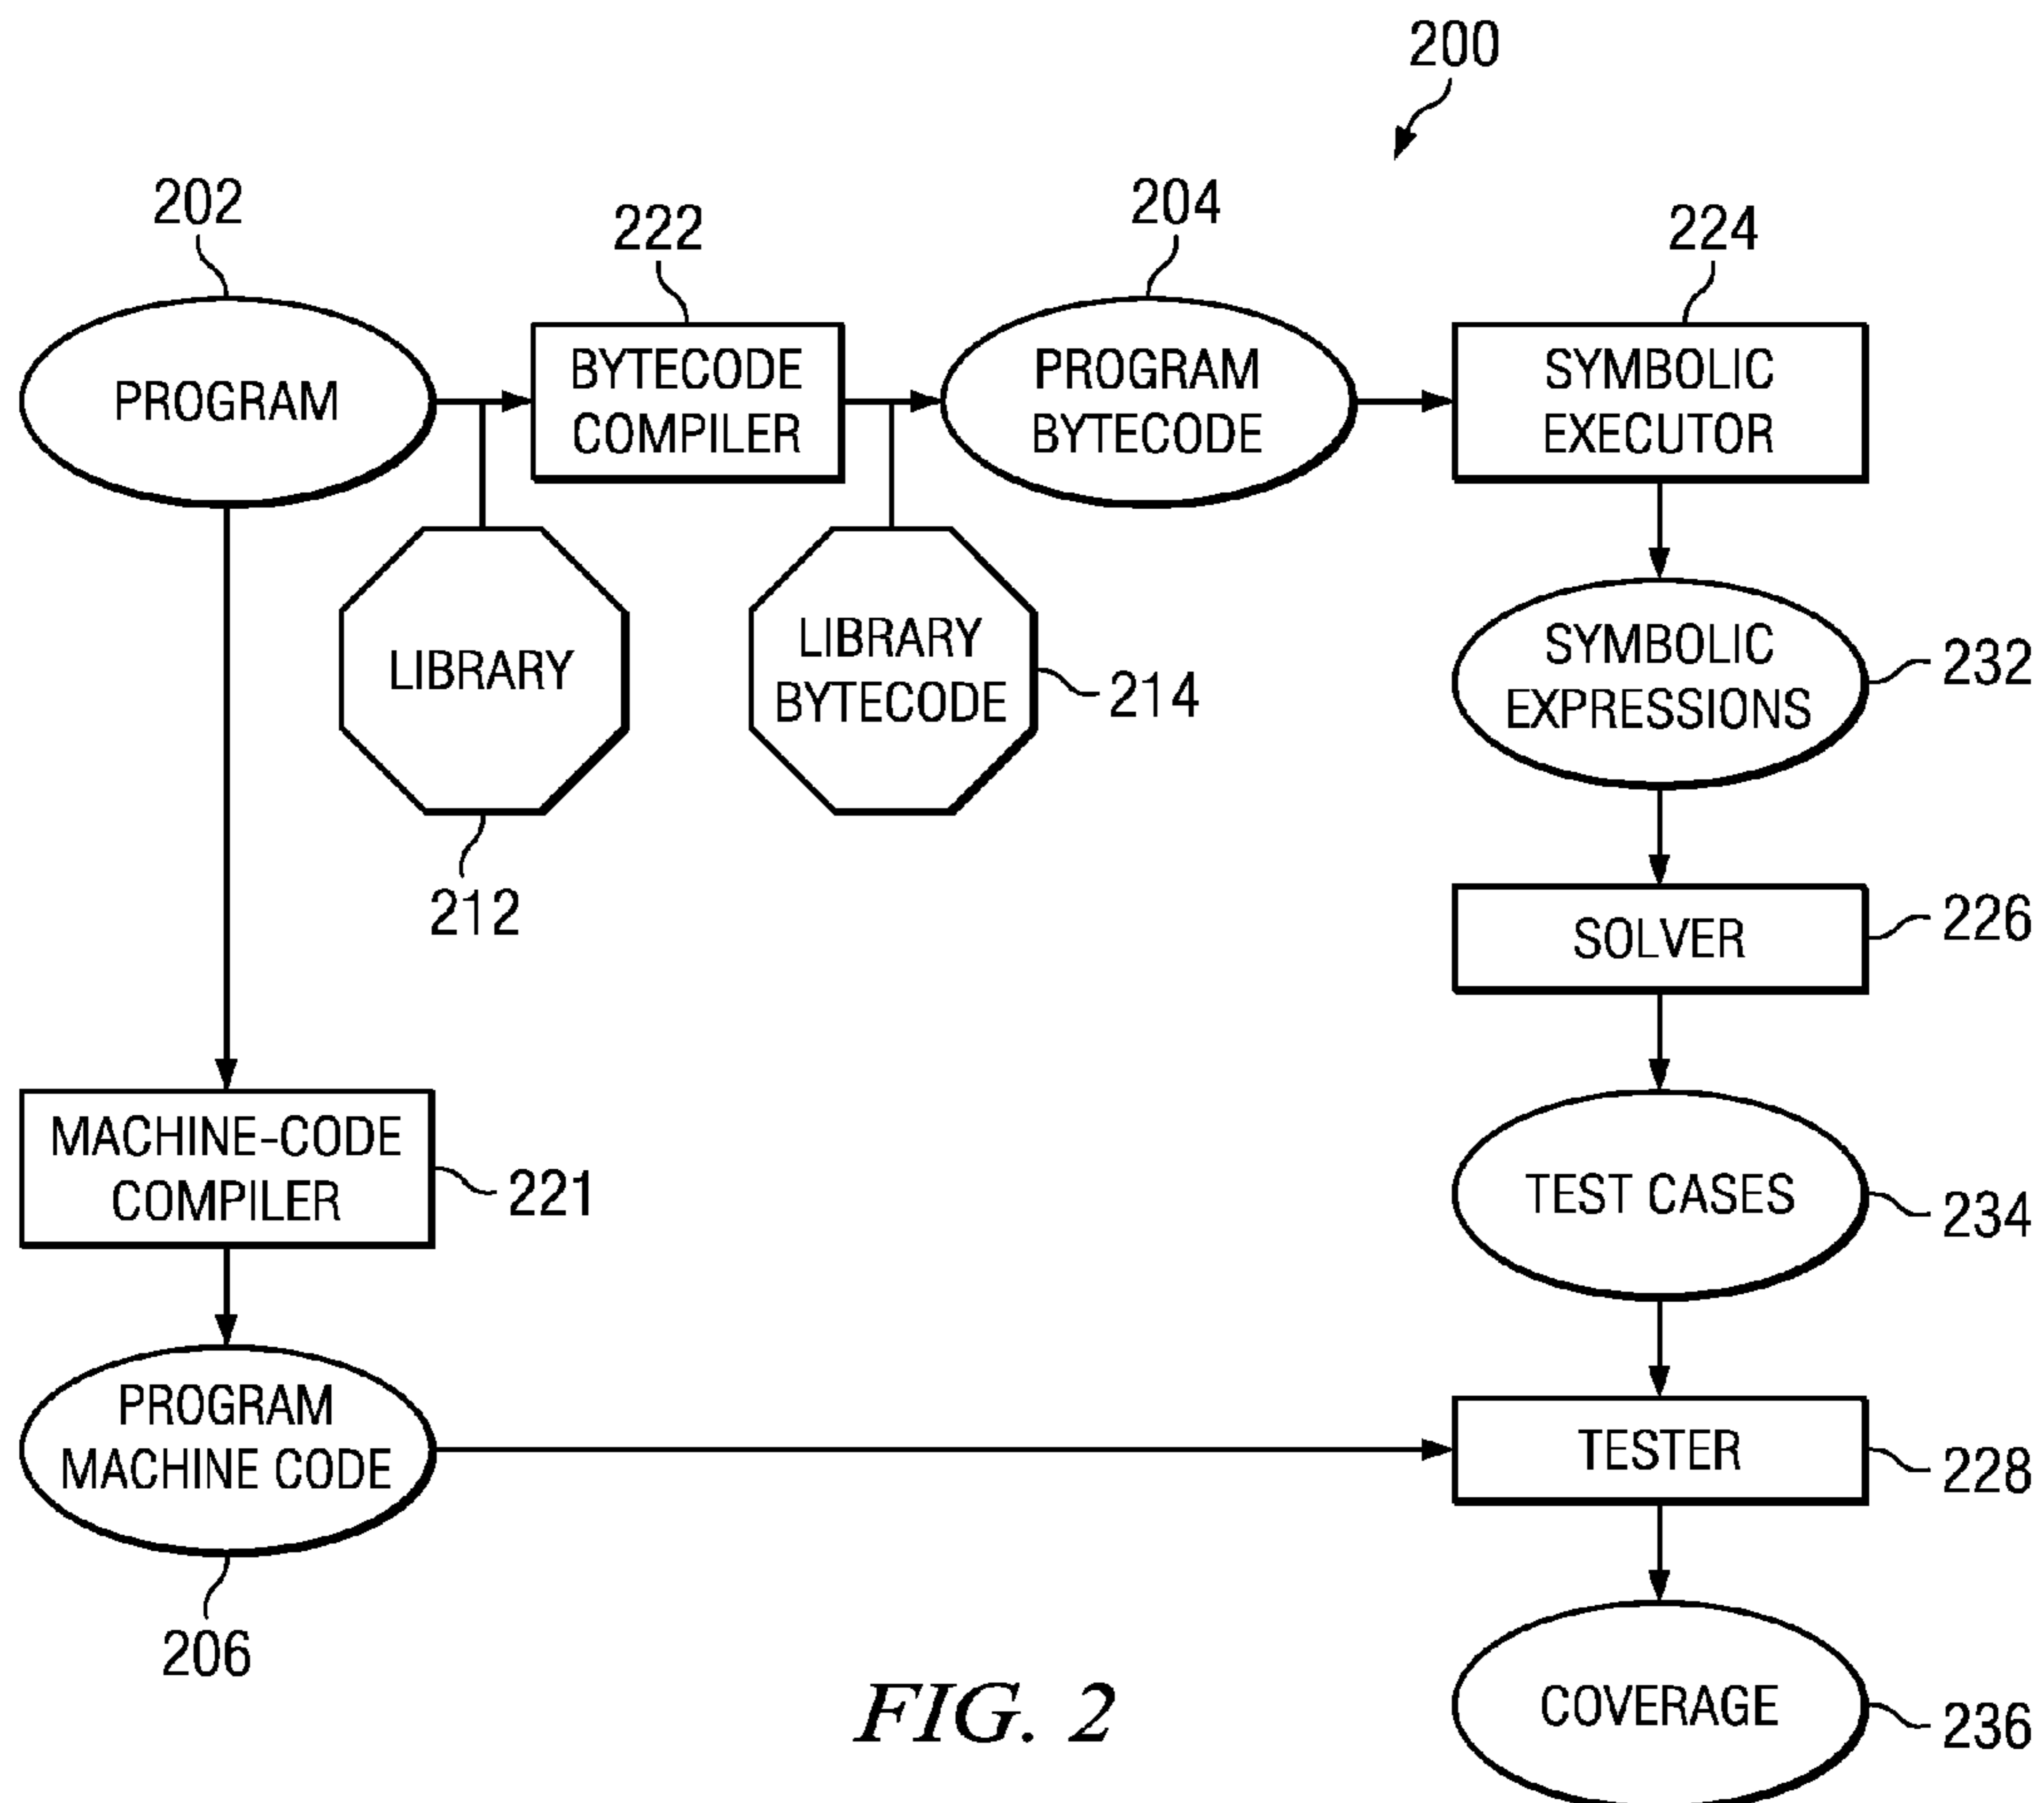 200
202
222
204
224
PROGRAM
BYTECODE
COMPILER
PROGRAM
BYTECODE
SYMBOLIC
EXECUTOR
LIBRARY
212
LIBRARY
BYTECODE
214
SYMBOLIC
EXPRESSIONS
232
SOLVER
226
MACHINE-CODE
COMPILER
221
TEST CASES
234
PROGRAM
MACHINE CODE
206
TESTER
228
COVERAGE
236
FIG. 2